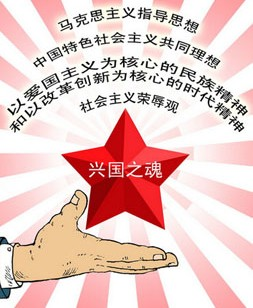 马克思主义指导思想
中国特色社会主义共同理想
以爱国主义为核心的民族精神
和以改革创新为核心的时代精神
社会主义荣辱观
兴国之魂